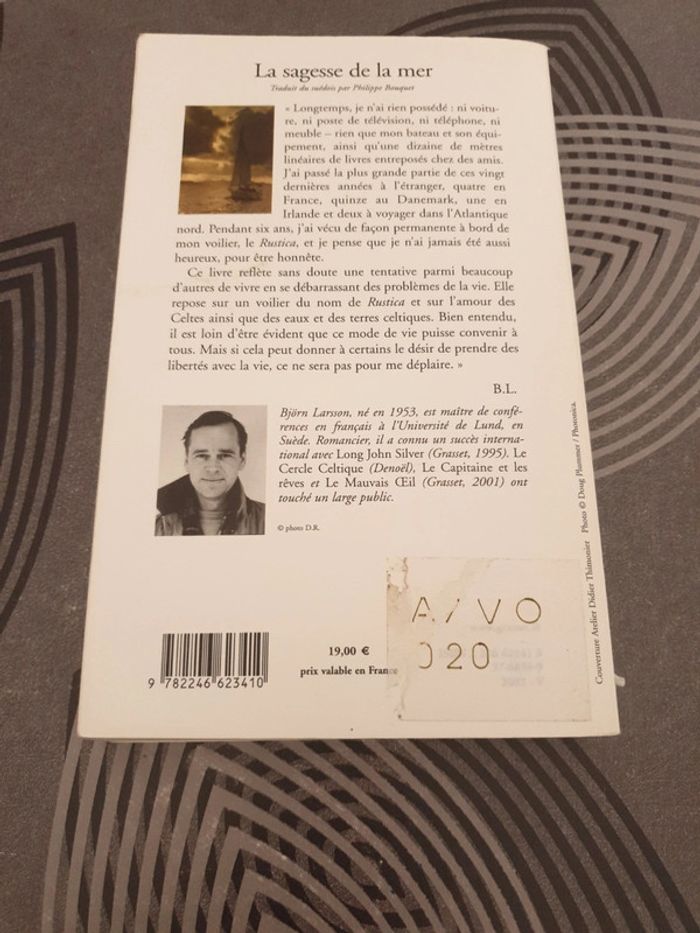 La sagesse de la mer
Traduit du suédois par Philippe Bouquet
« Longtemps, je n'ai rien possédé : ni voitu-
re, ni poste de télévision, ni téléphone, ni
meuble – rien que mon bateau et son équi-
pement, ainsi qu'une dizaine de mètres
linéaires de livres entreposés chez des amis.
J'ai passé la plus grande partie de ces vingt
dernières années à l'étranger, quatre en
France, quinze au Danemark, une en
Irlande et deux à voyager dans l'Atlantique
nord. Pendant six ans, j'ai vécu de façon permanente à bord de
mon voilier, le Rustica, et je pense que je n'ai jamais été aussi
heureux, pour être honnête.
Ce livre reflète sans doute une tentative parmi beaucoup
d'autres de vivre en se débarrassant des problèmes de la vie. Elle
repose sur un voilier du nom de Rustica et sur l'amour des
Celtes ainsi que des eaux et des terres celtiques. Bien entendu,
il est loin d'être évident que ce mode de vie puisse convenir à
tous. Mais si cela peut donner à certains le désir de prendre des
libertés avec la vie, ce ne sera pas pour me déplaire. »
B.L.
Björn Larsson, né en 1953, est maître de confé-
rences en français à l'Université de Lund, en
Suède. Romancier, il a connu un succès interna-
tional avec Long John Silver (Grasset, 1995). Le
Cercle Celtique (Denoël), Le Capitaine et les
rêves et Le Mauvais Œil (Grasset, 2001) ont
touché un large public.
© photo D.R.
Couverture Atelier Didier Thimonier Photo © Doug Plummer / Photonica.
A/VO
020
19,00 €
prix valable en France
9 782246 623410